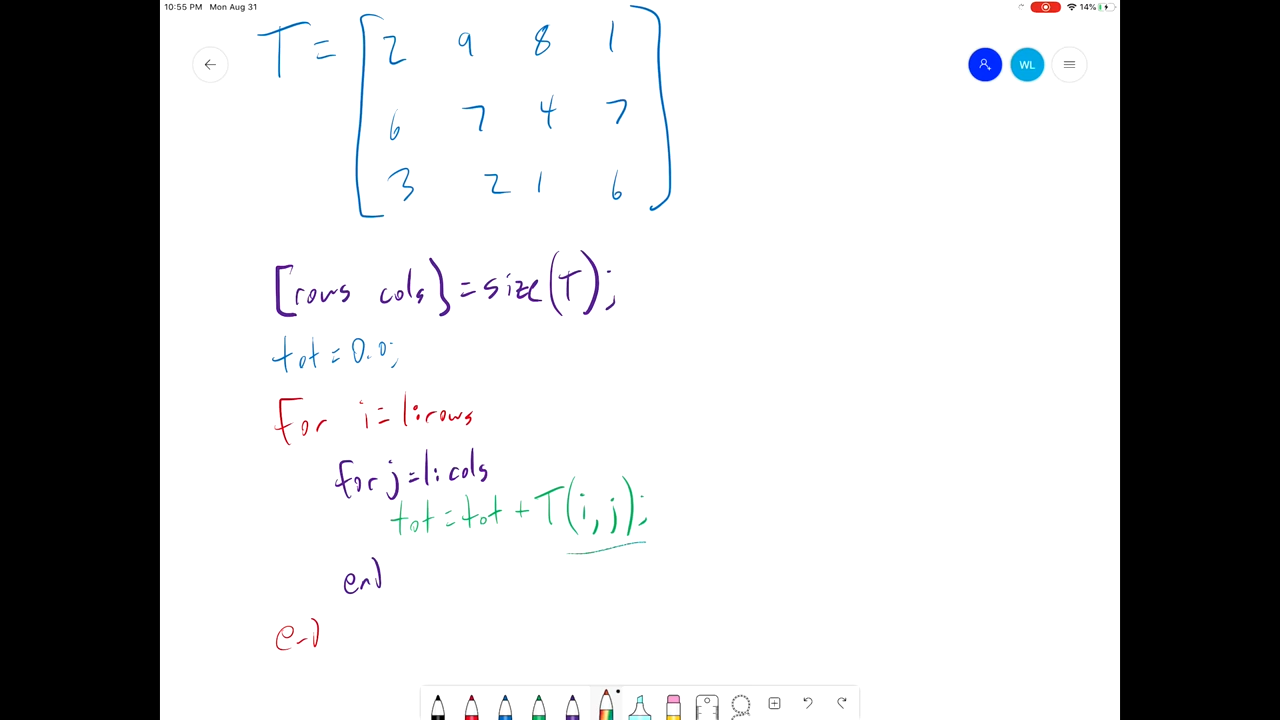 10:55 PM Mon Aug 31
14%
WL
T = [ 2 9 8 1
6 7 4 7
3 2 1 6 ]
[rows cols] = size(T);
tot = 0.0;
for i=1:rows
for j=1:cols
tot = tot + T(i,j);
end
end